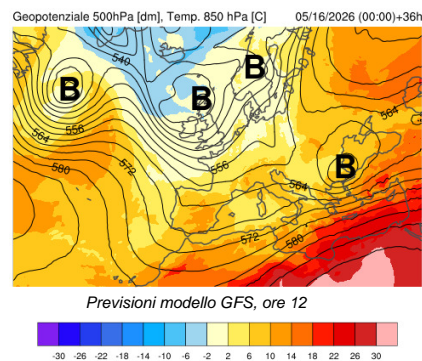 Geopotenziale 500hPa [dm], Temp. 850 hPa [C] 05/16/2026 (00:00)+36h
540
B
B
B
556
564
564
580
572
556
B
564
572
580
Previsioni modello GFS, ore 12
-30 -26 -22 -18 -14 -10 -6 -2 2 6 10 14 18 22 26 30